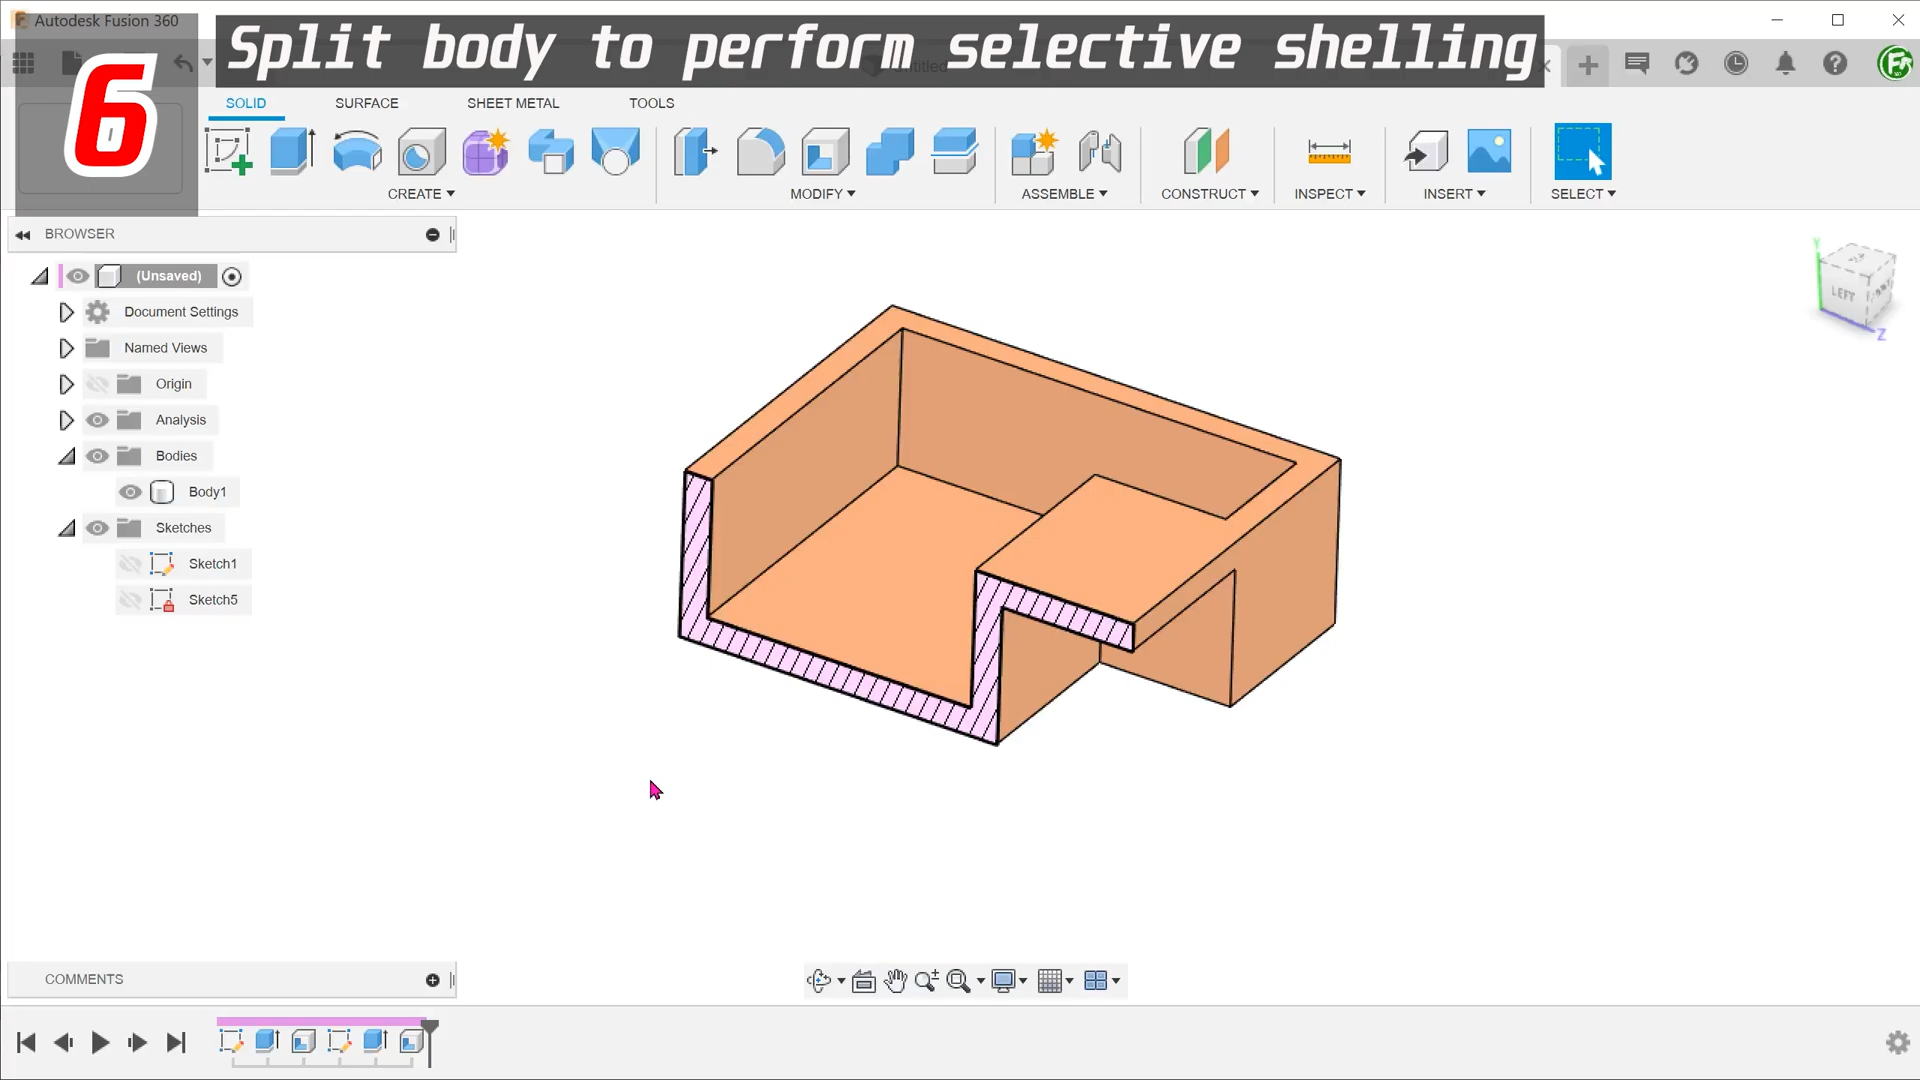 Autodesk Fusion 360
6
Split body to perform selective shelling
Untitled
SOLID
SURFACE
SHEET METAL
TOOLS
CREATE
MODIFY
ASSEMBLE
CONSTRUCT
INSPECT
INSERT
SELECT
BROWSER
(Unsaved)
Document Settings
Named Views
Origin
Analysis
Bodies
Body1
Sketches
Sketch1
Sketch5
Y
LEFT
Z
COMMENTS